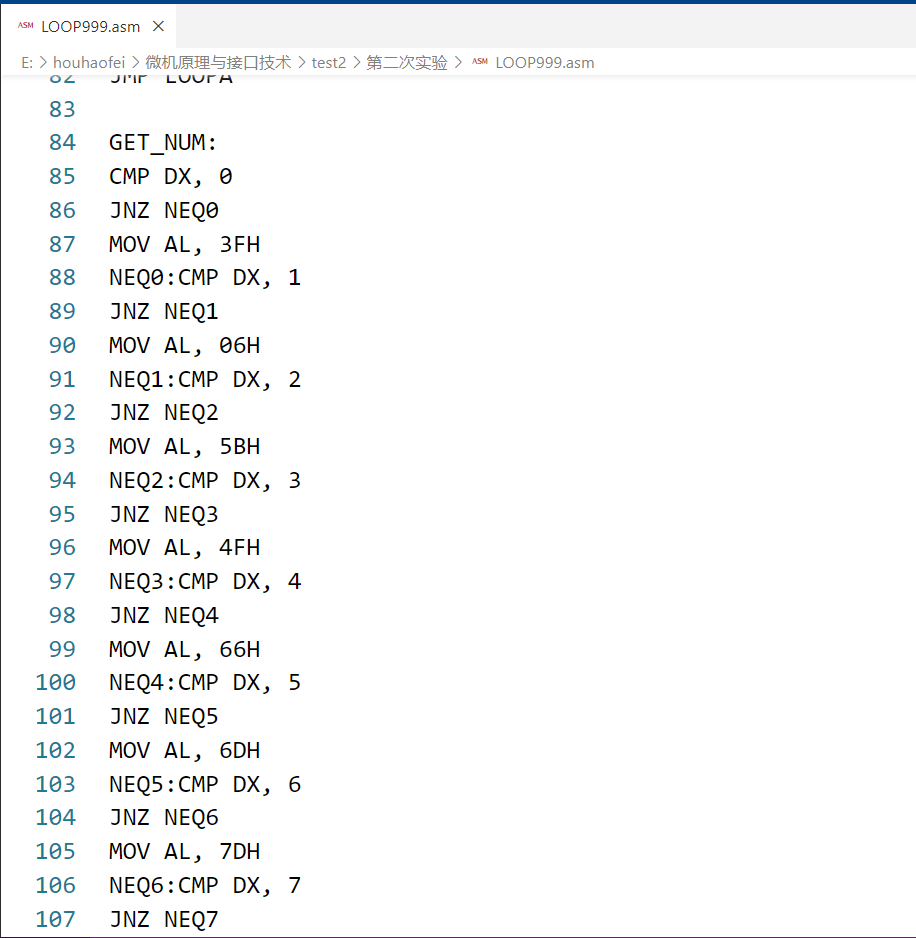 ASM LOOP999.asm ×
E: > houhaofei > 微机原理与接口技术 > test2 > 第二次实验 > ASM LOOP999.asm
82 JMP LOOPA
83
84 GET_NUM:
85 CMP DX, 0
86 JNZ NEQ0
87 MOV AL, 3FH
88 NEQ0:CMP DX, 1
89 JNZ NEQ1
90 MOV AL, 06H
91 NEQ1:CMP DX, 2
92 JNZ NEQ2
93 MOV AL, 5BH
94 NEQ2:CMP DX, 3
95 JNZ NEQ3
96 MOV AL, 4FH
97 NEQ3:CMP DX, 4
98 JNZ NEQ4
99 MOV AL, 66H
100 NEQ4:CMP DX, 5
101 JNZ NEQ5
102 MOV AL, 6DH
103 NEQ5:CMP DX, 6
104 JNZ NEQ6
105 MOV AL, 7DH
106 NEQ6:CMP DX, 7
107 JNZ NEQ7